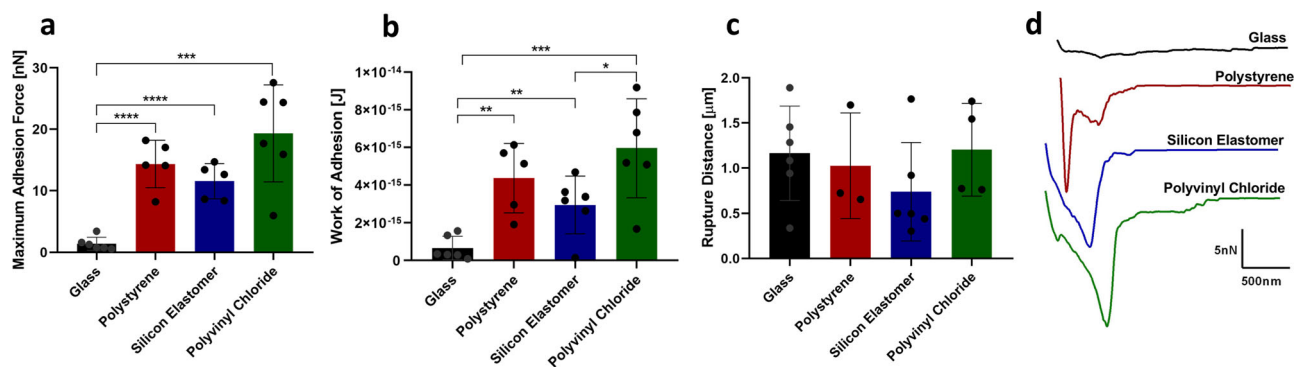 a
Maximum Adhesion Force [nN]
30
20
10
0
***
****
****
Glass
Polystyrene
Silicon Elastomer
Polyvinyl Chloride
b
Work of Adhesion [J]
1×10-14
8×10-15
6×10-15
4×10-15
2×10-15
0
***
*
**
**
Glass
Polystyrene
Silicon Elastomer
Polyvinyl Chloride
c
Rupture Distance [μm]
2.0
1.5
1.0
0.5
0.0
Glass
Polystyrene
Silicon Elastomer
Polyvinyl Chloride
d
Glass
Polystyrene
Silicon Elastomer
Polyvinyl Chloride
5nN
500nm